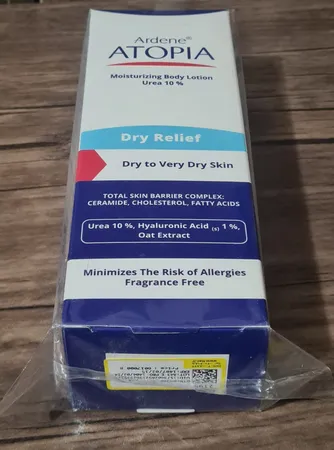 Ardene®
ATOPIA
Moisturizing Body Lotion
Urea 10 %
Dry Relief
Dry to Very Dry Skin
TOTAL SKIN BARRIER COMPLEX:
CERAMIDE, CHOLESTEROL, FATTY ACIDS
Urea 10 %, Hyaluronic Acid (s) 1 %,
Oat Extract
Minimizes The Risk of Allergies
Fragrance Free